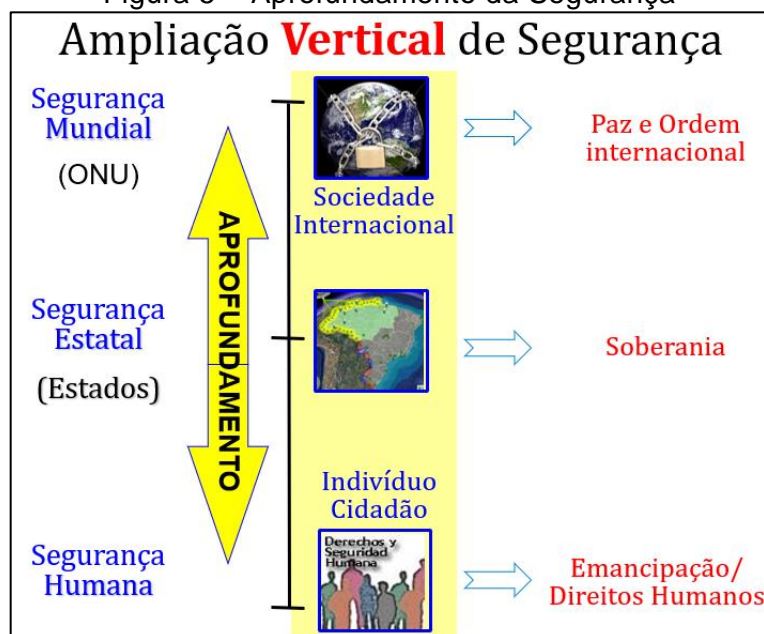 Ampliação Vertical de Segurança
Segurança
Mundial
(ONU)
Sociedade
Internacional
Paz e Ordem
internacional
APROFUNDAMENTO
Segurança
Estatal
(Estados)
Soberania
Indivíduo
Cidadão
Segurança
Humana
Derechos y
Seguridad
Humana
Emancipação/
Direitos Humanos